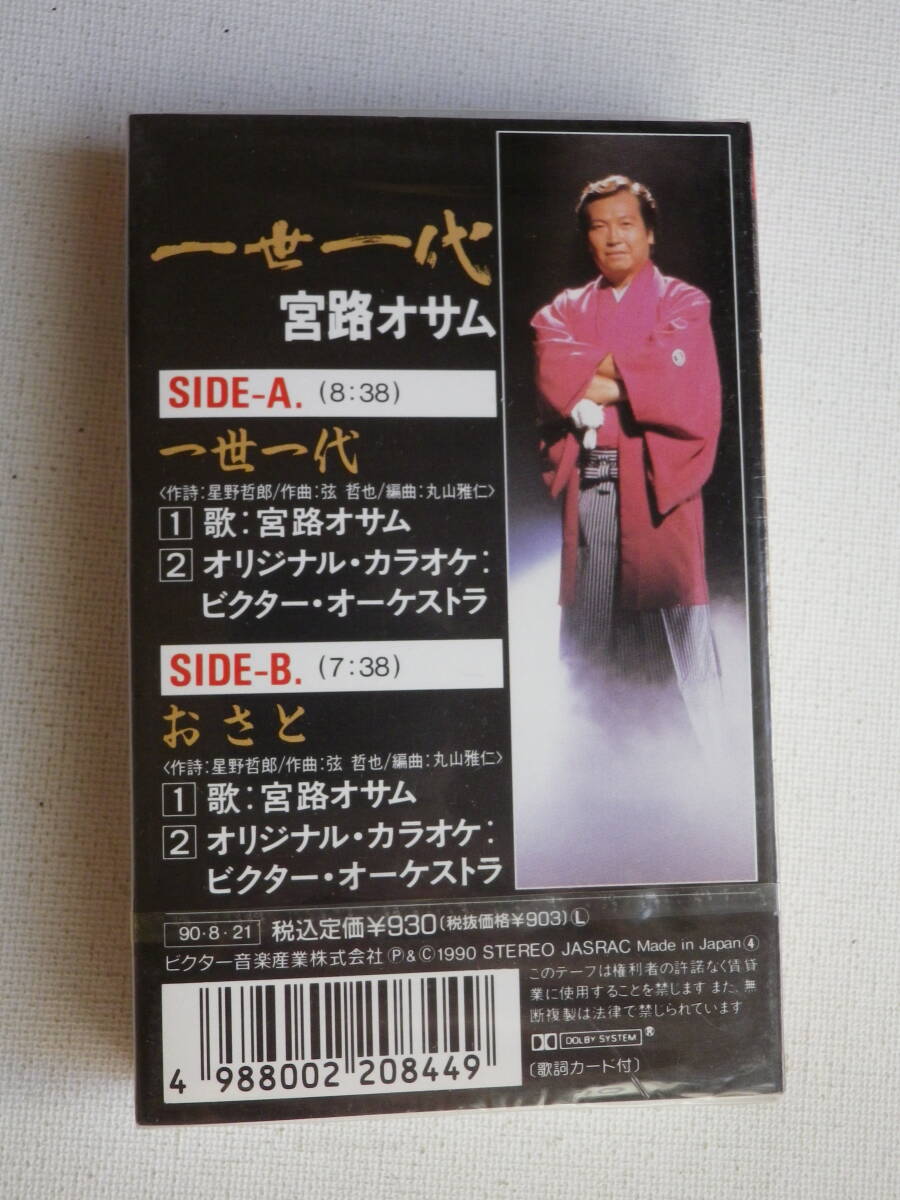 一世一代
宮路オサム
SIDE-A. (8:38)
一世一代
〈作詩:星野哲郎/作曲:弦 哲也/編曲:丸山雅仁〉
1 歌:宮路オサム
2 オリジナル・カラオケ:
ビクター・オーケストラ
SIDE-B. (7:38)
おさと
〈作詩:星野哲郎/作曲:弦 哲也/編曲:丸山雅仁〉
1 歌:宮路オサム
2 オリジナル・カラオケ:
ビクター・オーケストラ
90・8・21 税込定価¥930(税抜価格¥903)Ⓛ
ビクター音楽産業株式会社 Ⓟ&Ⓒ1990 STEREO JASRAC Made in Japan④
このテープは権利者の許諾なく賃貸
業に使用することを禁じます また、無
断複製は法律で禁じられています
DOLBY SYSTEM®
〔歌詞カード付〕
4 988002 208449